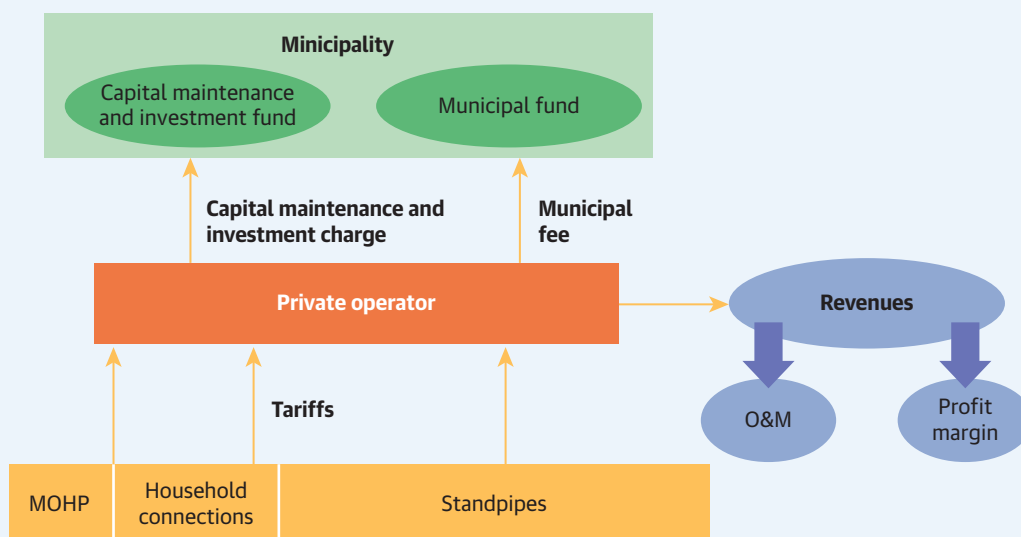 Minicipality
Capital maintenance
and investment fund
Municipal fund
Capital maintenance and
investment charge
Municipal
fee
Private operator
Revenues
Tariffs
O&M
Profit
margin
MOHP
Household
connections
Standpipes